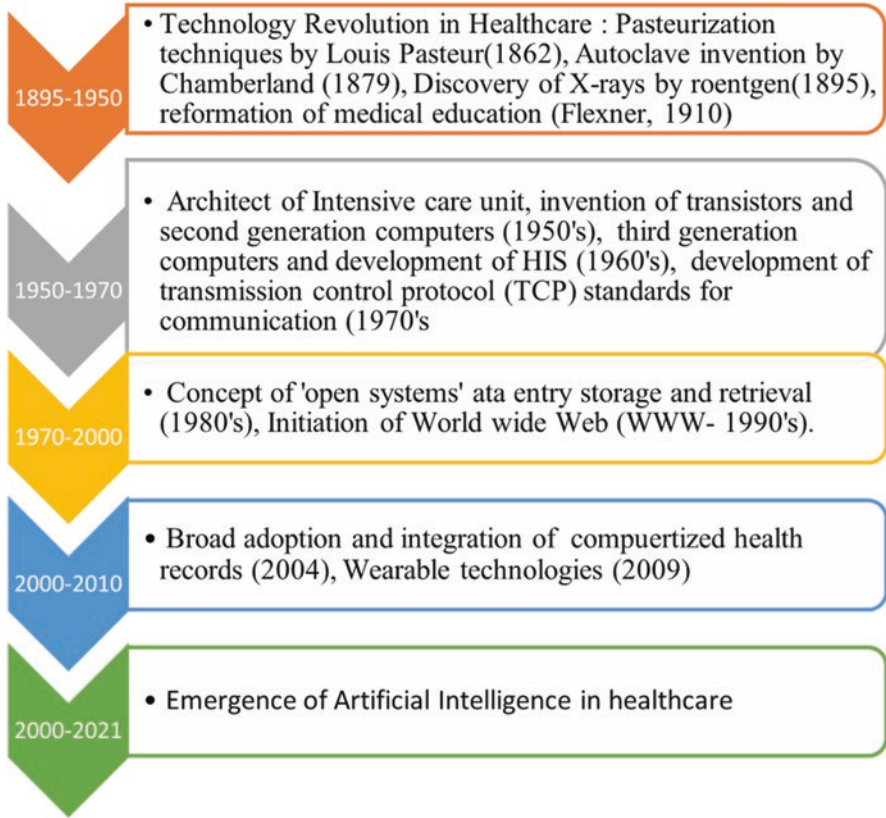 1895-1950
• Technology Revolution in Healthcare : Pasteurization
techniques by Louis Pasteur(1862), Autoclave invention by
Chamberland (1879), Discovery of X-rays by roentgen(1895),
reformation of medical education (Flexner, 1910)
1950-1970
• Architect of Intensive care unit, invention of transistors and
second generation computers (1950's), third generation
computers and development of HIS (1960's), development of
transmission control protocol (TCP) standards for
communication (1970's
1970-2000
• Concept of 'open systems' ata entry storage and retrieval
(1980's), Initiation of World wide Web (WWW- 1990's).
2000-2010
• Broad adoption and integration of compuertized health
records (2004), Wearable technologies (2009)
2000-2021
• Emergence of Artificial Intelligence in healthcare